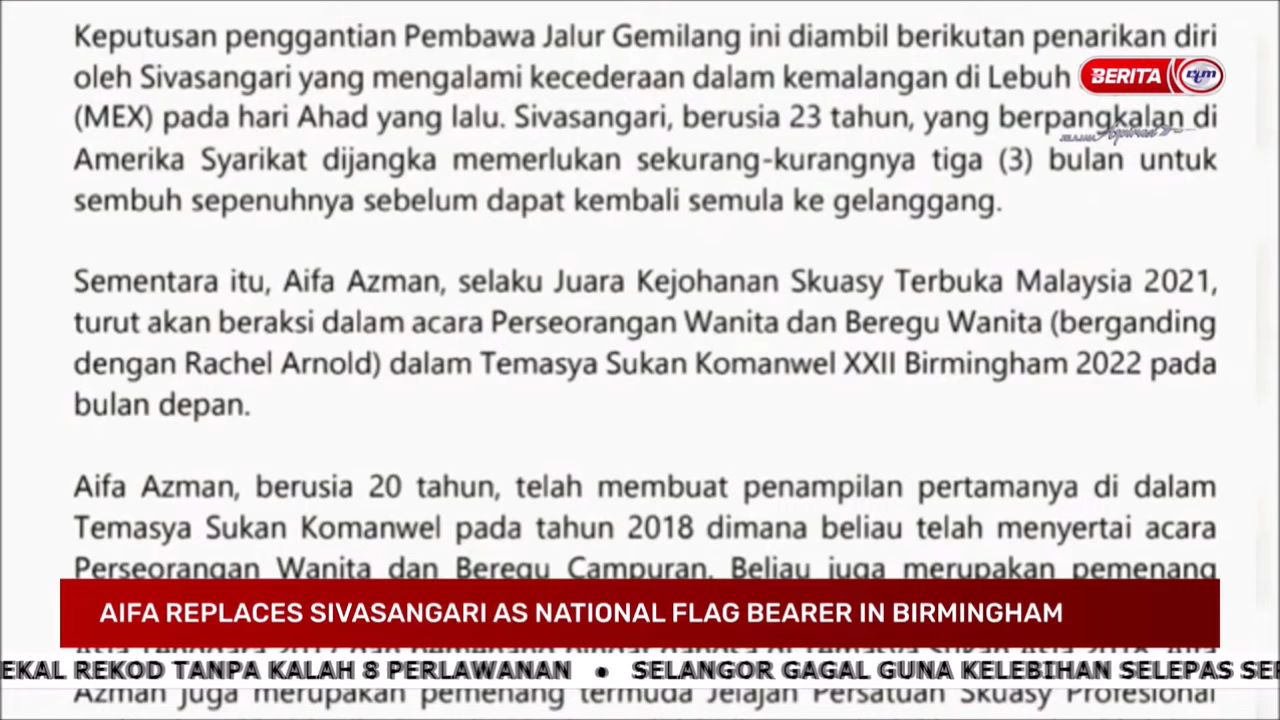 Keputusan penggantian Pembawa Jalur Gemilang ini diambil berikutan penarikan diri
oleh Sivasangari yang mengalami kecederaan dalam kemalangan di Lebuh
BERITA rtm
(MEX) pada hari Ahad yang lalu. Sivasangari, berusia 23 tahun, yang berpangkalan di
JELAJAH Aspirasi
Amerika Syarikat dijangka memerlukan sekurang-kurangnya tiga (3) bulan untuk
sembuh sepenuhnya sebelum dapat kembali semula ke gelanggang.
Sementara itu, Aifa Azman, selaku Juara Kejohanan Skuasy Terbuka Malaysia 2021,
turut akan beraksi dalam acara Perseorangan Wanita dan Beregu Wanita (berganding
dengan Rachel Arnold) dalam Temasya Sukan Komanwel XXII Birmingham 2022 pada
bulan depan.
Aifa Azman, berusia 20 tahun, telah membuat penampilan pertamanya di dalam
Temasya Sukan Komanwel pada tahun 2018 dimana beliau telah menyertai acara
Perseorangan Wanita dan Beregu Campuran. Beliau juga merupakan pemenang
AIFA REPLACES SIVASANGARI AS NATIONAL FLAG BEARER IN BIRMINGHAM
EKAL REKOD TANPA KALAH 8 PERLAWANAN • SELANGOR GAGAL GUNA KELEBIHAN SELEPAS
Azman juga merupakan pemenang termuda Jelajah Persatuan Skuasy Profesional